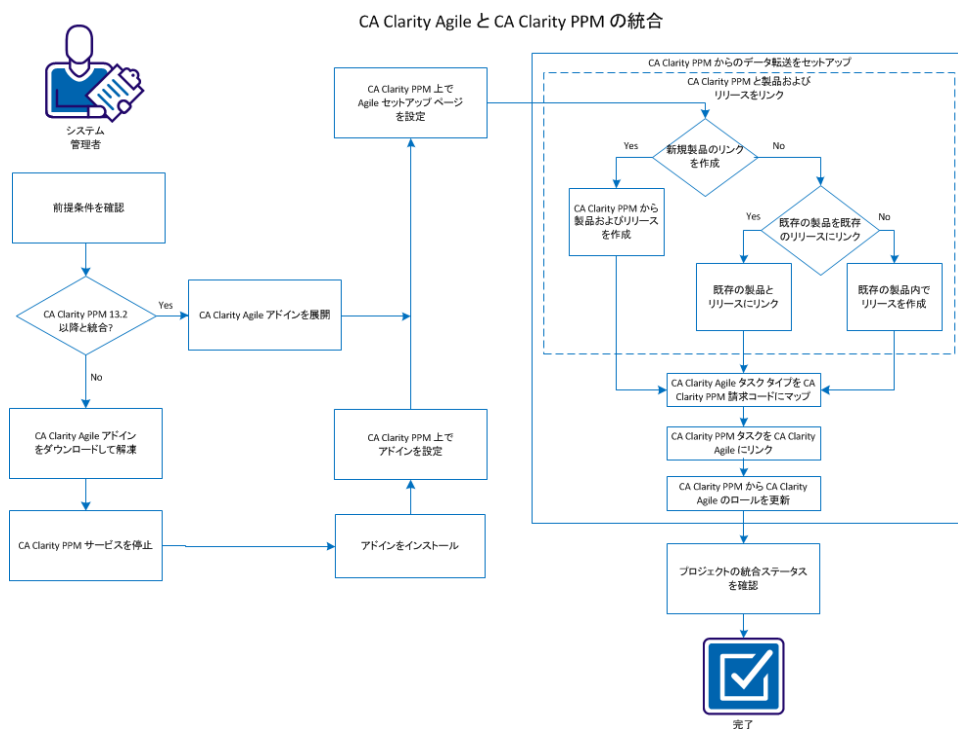 CA Clarity Agile と CA Clarity PPM の統合
システム
管理者
前提条件を確認
CA Clarity PPM 13.2
以降と統合?
Yes
No
CA Clarity Agile アドインを展開
CA Clarity Agile アドイン
をダウンロードして解凍
CA Clarity PPM サービスを停止
アドインをインストール
CA Clarity PPM 上で
アドインを設定
CA Clarity PPM 上で
Agile セットアップ ページ
を設定
CA Clarity PPM からのデータ転送をセットアップ
CA Clarity PPM と製品および
リリースをリンク
新規製品のリンク
を作成
Yes
No
CA Clarity PPM から
製品およびリリース
を作成
既存の製品を既存
のリリースにリンク
Yes
No
既存の製品と
リリースにリンク
既存の製品内で
リリースを作成
CA Clarity Agile タスク タイプを CA
Clarity PPM 請求コードにマップ
CA Clarity PPM タスクを CA Clarity
Agile にリンク
CA Clarity PPM から CA Clarity
Agile のロールを更新
プロジェクトの統合ステータス
を確認
完了